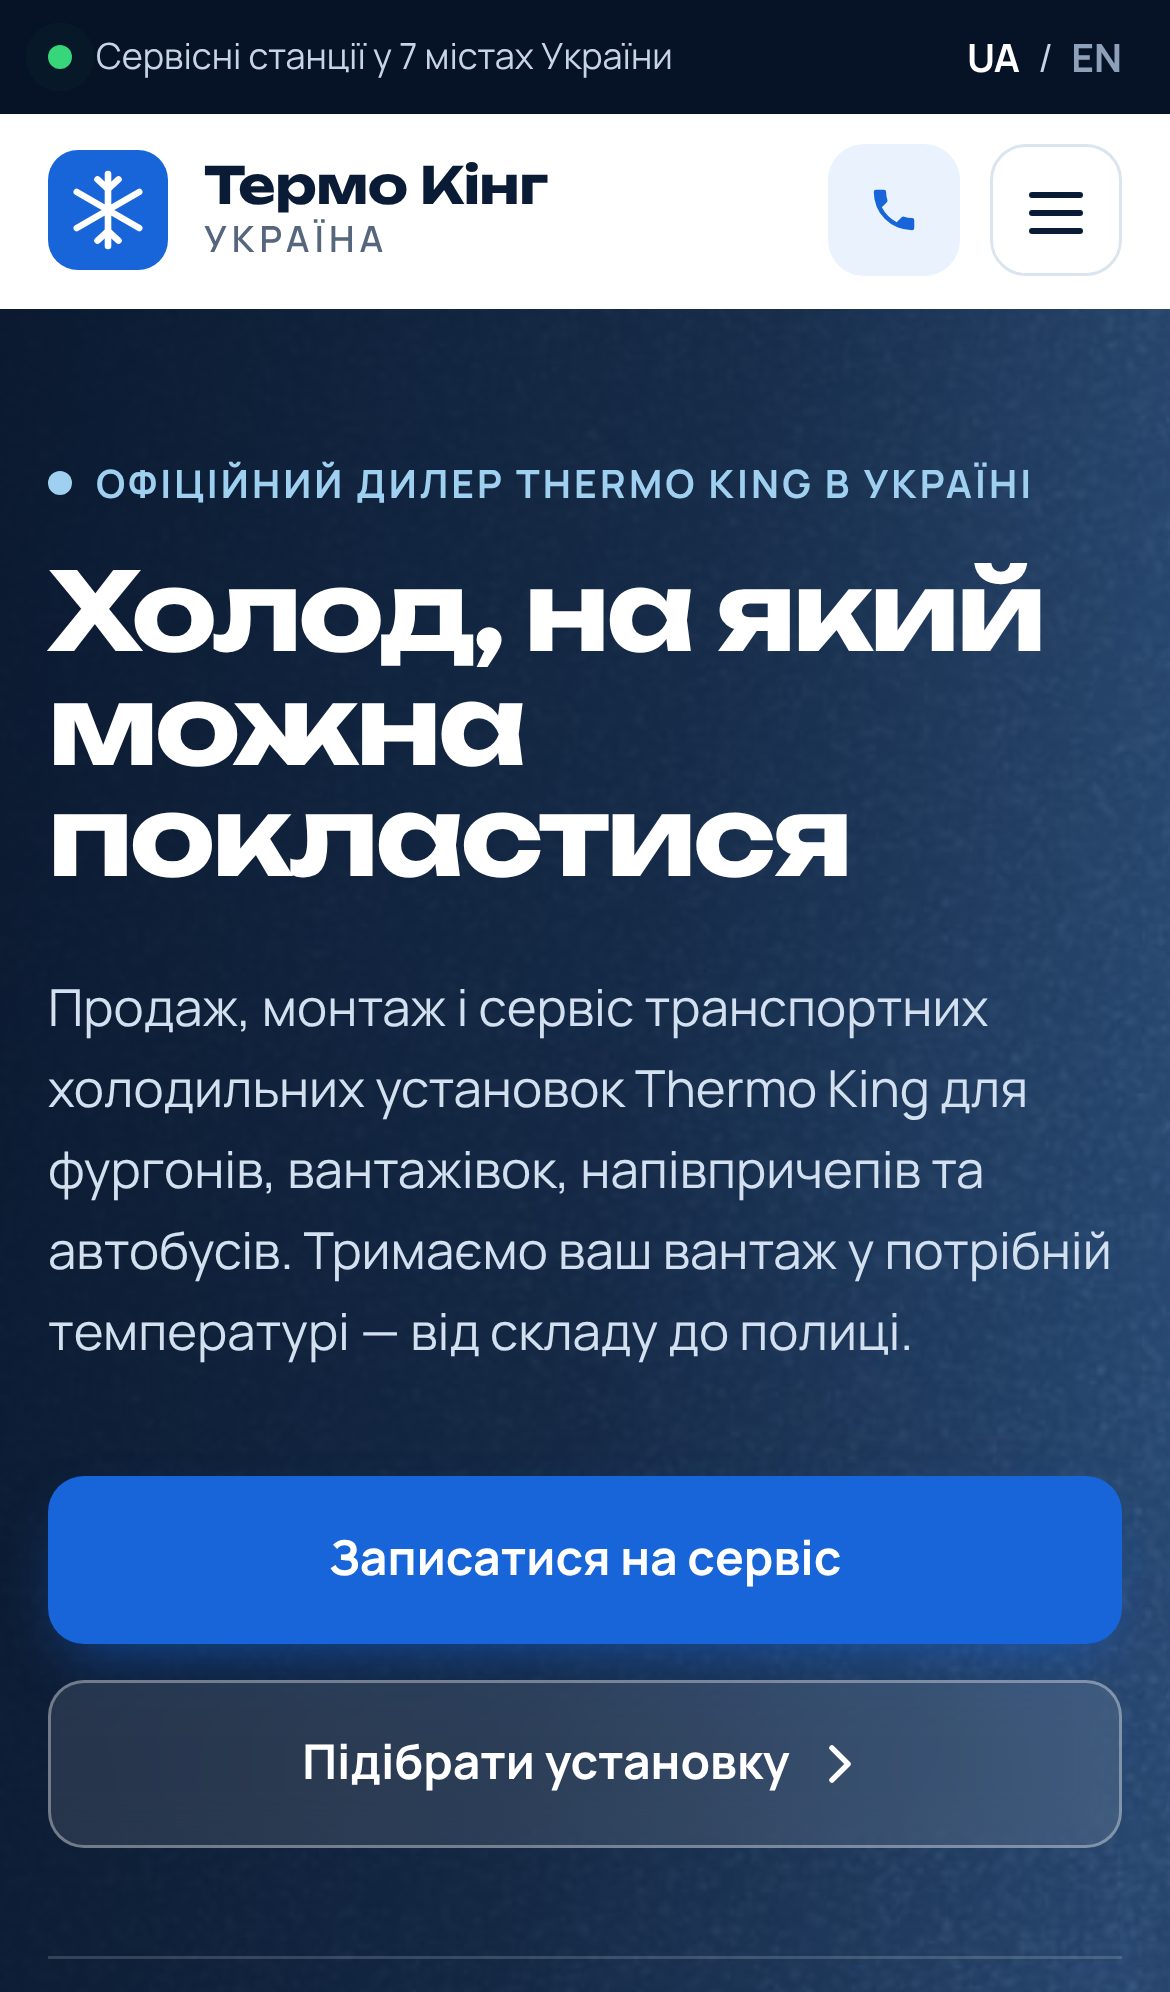 Сервісні станції у 7 містах України
UA / EN
Термо Кінг
УКРАЇНА
ОФІЦІЙНИЙ ДИЛЕР THERMO KING В УКРАЇНІ
Холод, на який
можна
покластися
Продаж, монтаж і сервіс транспортних
холодильних установок Thermo King для
фургонів, вантажівок, напівпричепів та
автобусів. Тримаємо ваш вантаж у потрібній
температурі — від складу до полиці.
Записатися на сервіс
Підібрати установку